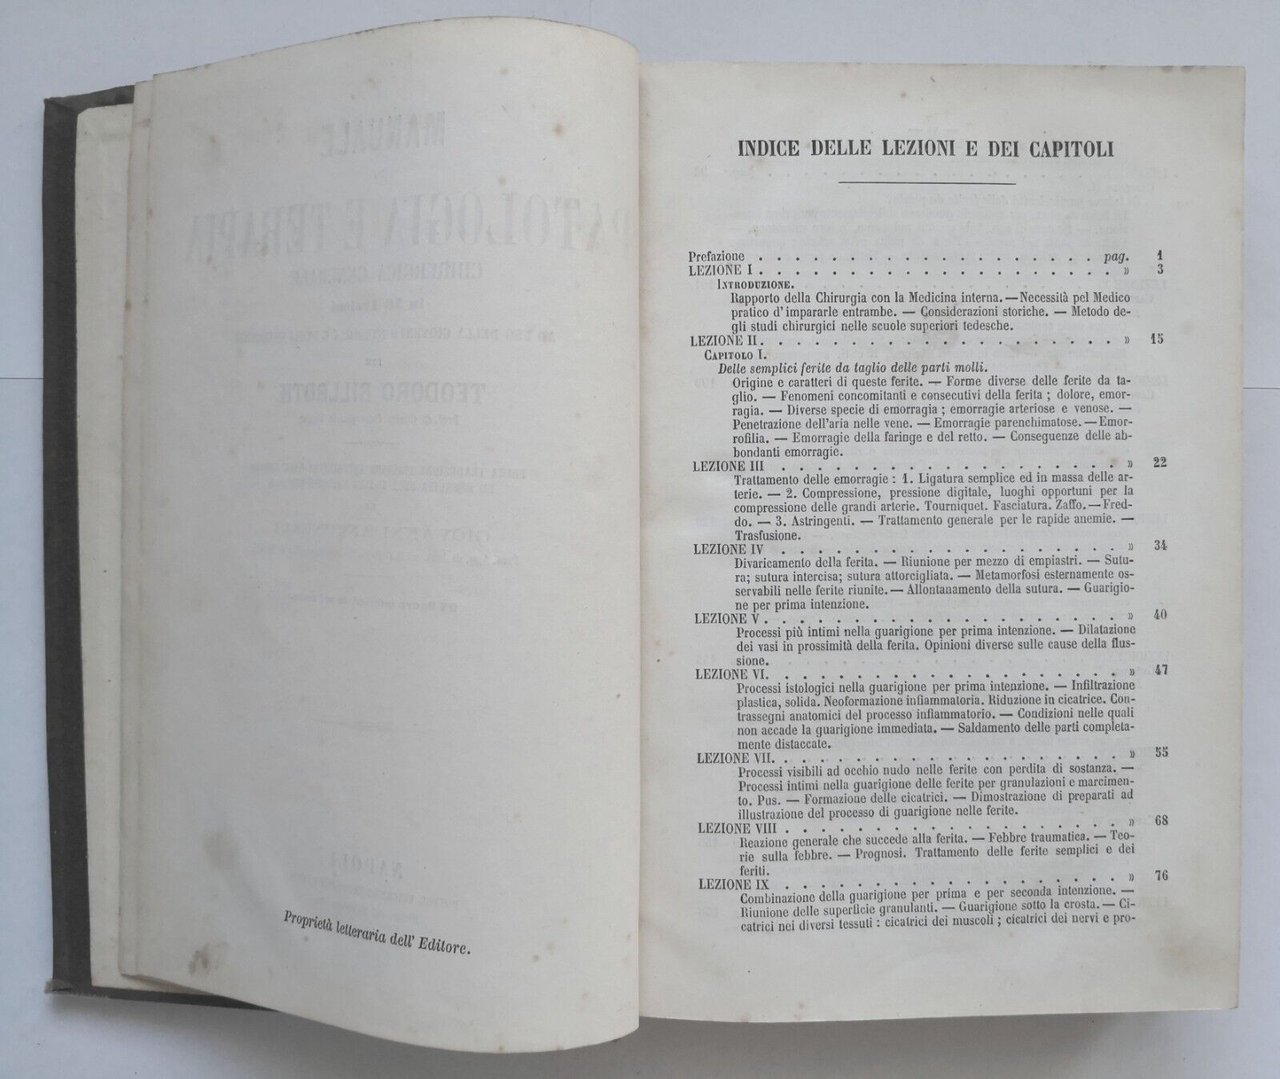 Proprietà letteraria dell' Editore.
INDICE DELLE LEZIONI E DEI CAPITOLI
Prefazione . . . . . . . . . . . . . . . . . . . pag. 1
LEZIONE I . . . . . . . . . . . . . . . . . . . . » 3
INTRODUZIONE.
Rapporto della Chirurgia con la Medicina interna. — Necessità pel Medico
pratico d' impararle entrambe. — Considerazioni storiche. — Metodo de-
gli studi chirurgici nelle scuole superiori tedesche.
LEZIONE II. . . . . . . . . . . . . . . . . . . . » 15
CAPITOLO I.
Delle semplici ferite da taglio delle parti molli.
Origine e caratteri di queste ferite. — Forme diverse delle ferite da ta-
glio. — Fenomeni concomitanti e consecutivi della ferita ; dolore, emor-
ragia. — Diverse specie di emorragia ; emorragie arteriose e venose. —
Penetrazione dell'aria nelle vene. — Emorragie parenchimatose. — Emor-
rofilia. — Emorragie della faringe e del retto. — Conseguenze delle ab-
bondanti emorragie.
LEZIONE III . . . . . . . . . . . . . . . . . . . » 22
Trattamento delle emorragie : 1. Ligatura semplice ed in massa delle ar-
terie. — 2. Compressione, pressione digitale, luoghi opportuni per la
compressione delle grandi arterie. Tourniquet. Fasciatura. Zaffo. — Fred-
do. — 3. Astringenti. — Trattamento generale per le rapide anemie. —
Trasfusione.
LEZIONE IV . . . . . . . . . . . . . . . . . . . » 34
Divaricamento della ferita. — Riunione per mezzo di empiastri. — Sutu-
ra; sutura intercisa; sutura attorcigliata. — Metamorfosi esternamente os-
servabili nelle ferite riunite. — Allontanamento della sutura. — Guarigio-
ne per prima intenzione.
LEZIONE V . . . . . . . . . . . . . . . . . . . . » 40
Processi più intimi nella guarigione per prima intenzione. — Dilatazione
dei vasi in prossimità della ferita. Opinioni diverse sulle cause della flus-
sione.
LEZIONE VI. . . . . . . . . . . . . . . . . . . . » 47
Processi istologici nella guarigione per prima intenzione. — Infiltrazione
plastica, solida. Neoformazione infiammatoria. Riduzione in cicatrice. Con-
trassegni anatomici del processo infiammatorio. — Condizioni nelle quali
non accade la guarigione immediata. — Saldamento delle parti completa-
mente distaccate.
LEZIONE VII. . . . . . . . . . . . . . . . . . . » 55
Processi visibili ad occhio nudo nelle ferite con perdita di sostanza. —
Processi intimi nella guarigione delle ferite per granulazioni e marcimen-
to. Pus. — Formazione delle cicatrici. — Dimostrazione di preparati ad
illustrazione del processo di guarigione nelle ferite.
LEZIONE VIII . . . . . . . . . . . . . . . . . . » 68
Reazione generale che succede alla ferita. — Febbre traumatica. — Teo-
rie sulla febbre. — Prognosi. Trattamento delle ferite semplici e dei
feriti.
LEZIONE IX . . . . . . . . . . . . . . . . . . . » 76
Combinazione della guarigione per prima e per seconda intenzione. —
Riunione delle superficie granulanti. — Guarigione sotto la crosta. — Ci-
catrici nei diversi tessuti : cicatrici dei muscoli ; cicatrici dei nervi e pro-